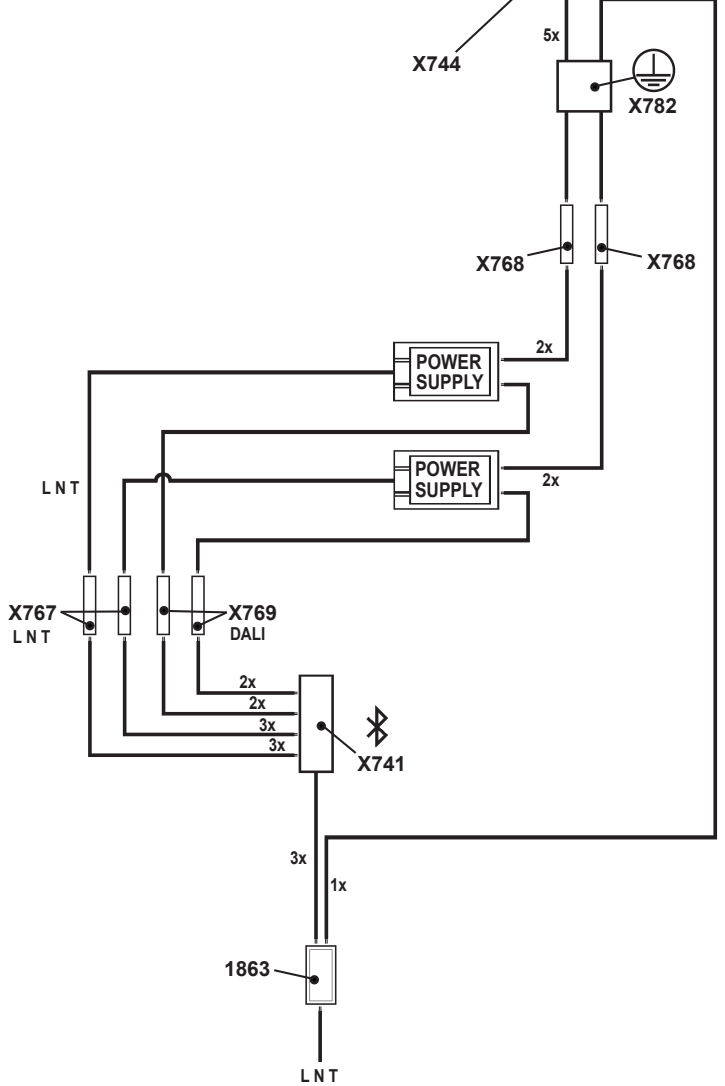 5x
X744
X782
X768
X768
2x
POWER
SUPPLY
POWER
SUPPLY
2x
L N T
X767
L N T
X769
DALI
2x
2x
3x
3x
X741
3x
1x
1863
L N T